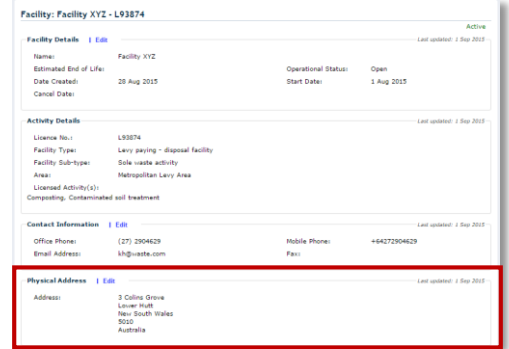 Facility: Facility XYZ - L93874
Active
Facility Details | Edit
Last updated: 1 Sep 2015
Name: Facility XYZ
Estimated End of Life: Operational Status: Open
Date Created: 28 Aug 2015 Start Date: 1 Aug 2015
Cancel Date:
Activity Details
Last updated: 1 Sep 2015
Licence No.: L93874
Facility Type: Levy paying - disposal facility
Facility Sub-type: Sole waste activity
Area: Metropolitan Levy Area
Licensed Activity(s):
Composting, Contaminated soil treatment
Contact Information | Edit
Last updated: 1 Sep 2015
Office Phone: (27) 2904629 Mobile Phone: +64272904629
Email Address: kh@waste.com Fax:
Physical Address | Edit
Last updated: 1 Sep 2015
Address: 3 Collins Grove
Lower Hutt
New South Wales
5010
Australia